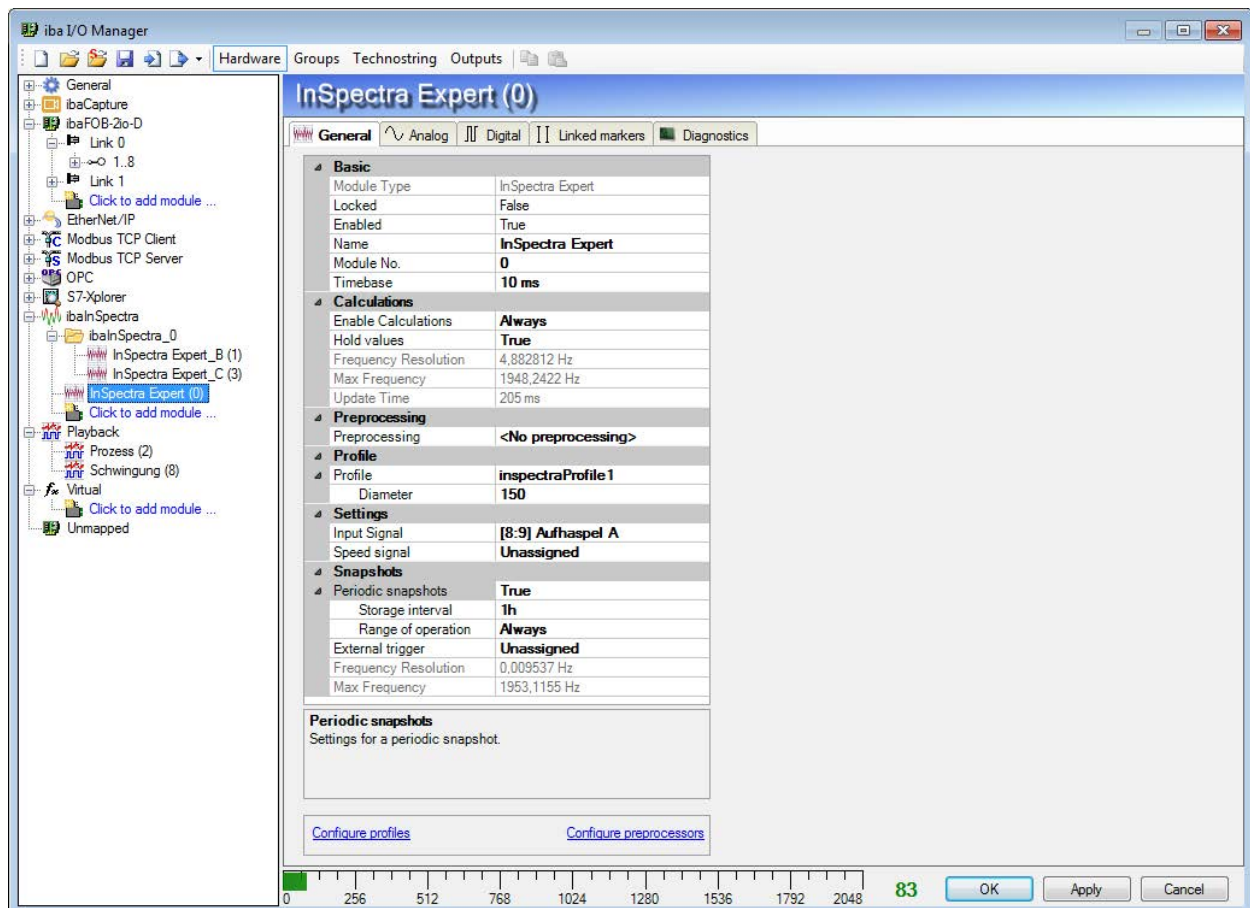 iba I/O Manager
Hardware Groups Technostring Outputs
General
ibaCapture
ibaFOB-2io-D
Link 0
1..8
Link 1
Click to add module ...
EtherNet/IP
Modbus TCP Client
Modbus TCP Server
OPC
S7-Xplorer
ibaInSpectra
ibaInSpectra_0
InSpectra Expert_B (1)
InSpectra Expert_C (3)
InSpectra Expert (0)
Click to add module ...
Playback
Prozess (2)
Schwingung (8)
Virtual
Click to add module ...
Unmapped
InSpectra Expert (0)
General Analog Digital Linked markers Diagnostics
Basic
Module Type InSpectra Expert
Locked False
Enabled True
Name InSpectra Expert
Module No. 0
Timebase 10 ms
Calculations
Enable Calculations Always
Hold values True
Frequency Resolution 4,882812 Hz
Max Frequency 1948,2422 Hz
Update Time 205 ms
Preprocessing
Preprocessing <No preprocessing>
Profile
Profile inspectraProfile1
Diameter 150
Settings
Input Signal [8:9] Aufhaspel A
Speed signal Unassigned
Snapshots
Periodic snapshots True
Storage interval 1h
Range of operation Always
External trigger Unassigned
Frequency Resolution 0,009537 Hz
Max Frequency 1953,1155 Hz
Periodic snapshots
Settings for a periodic snapshot.
Configure profiles Configure preprocessors
0 256 512 768 1024 1280 1536 1792 2048 83 OK Apply Cancel